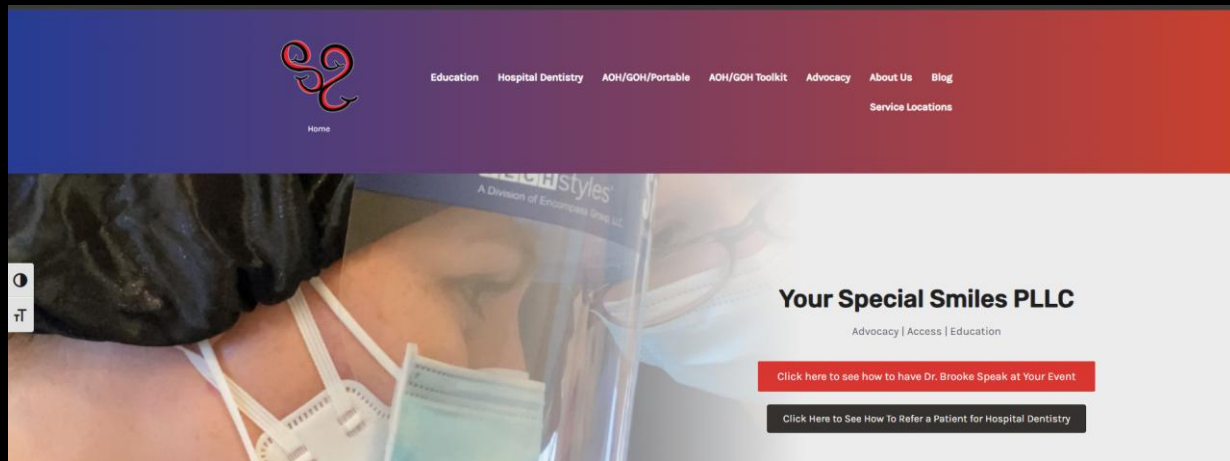 Education Hospital Dentistry AOH/GOH/Portable AOH/GOH Toolkit Advocacy About Us Blog
Service Locations
Home
styles
A Division of Encompass Group LLC
Your Special Smiles PLLC
Advocacy | Access | Education
Click here to see how to have Dr. Brooke Speak at Your Event
Click Here to See How To Refer a Patient for Hospital Dentistry
TT